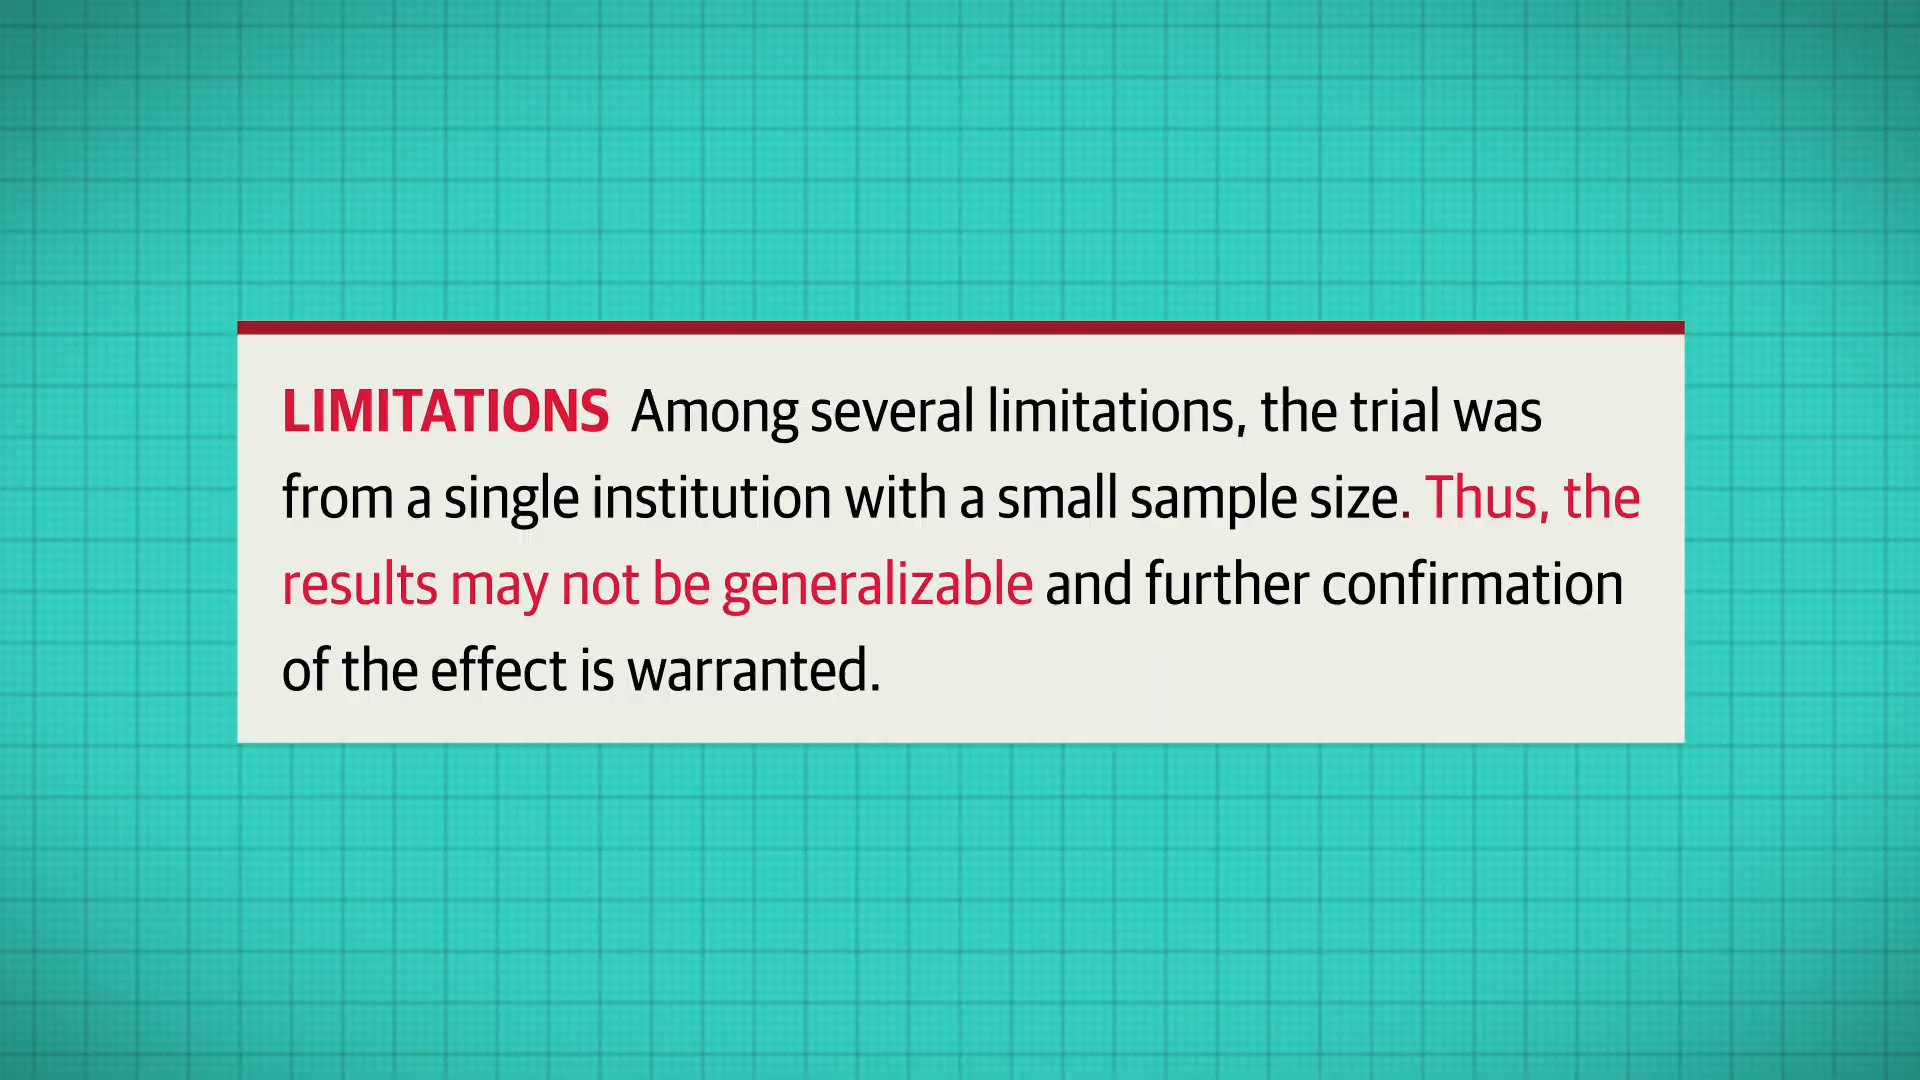 LIMITATIONS Among several limitations, the trial was
from a single institution with a small sample size. Thus, the
results may not be generalizable and further confirmation
of the effect is warranted.